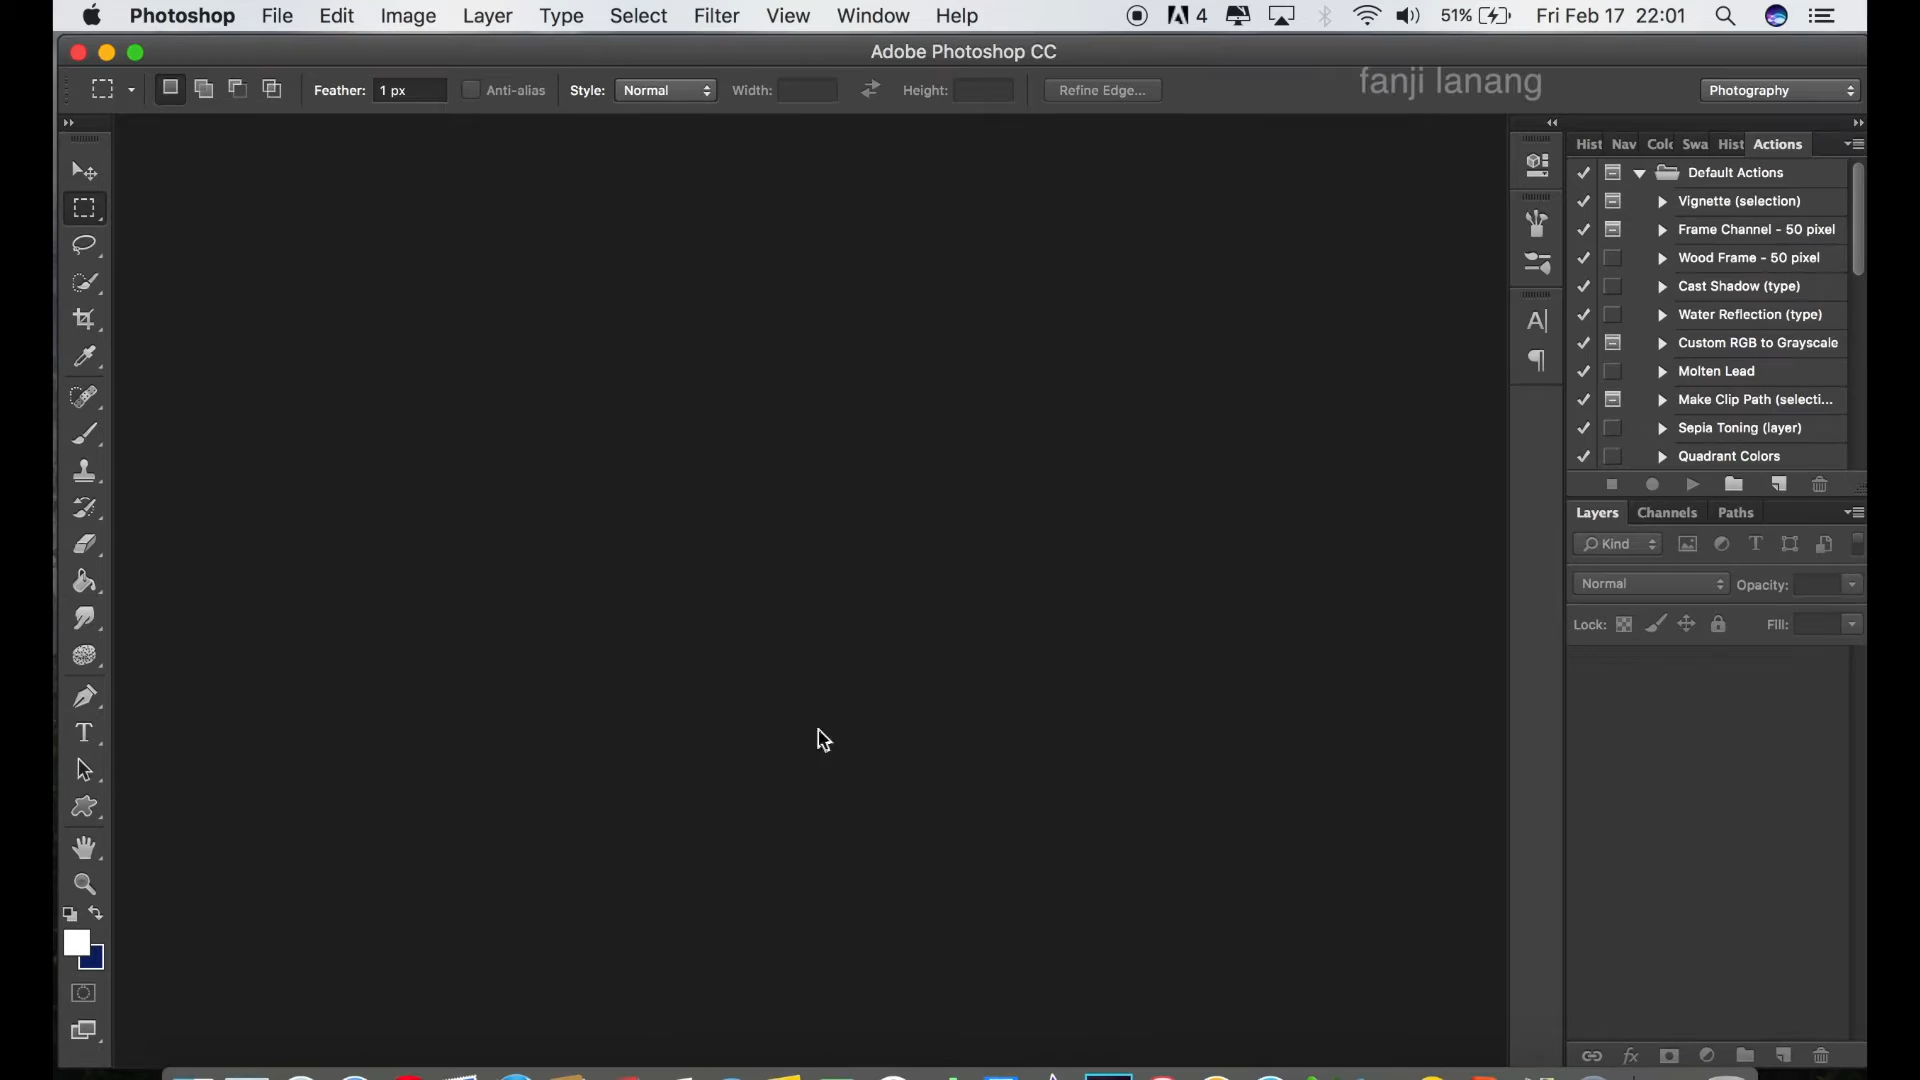 Photoshop File Edit Image Layer Type Select Filter View Window Help 4 51% Fri Feb 17 22:01
Adobe Photoshop CC
Feather: 1 px Anti-alias Style: Normal Width: Height: Refine Edge... fanji lanang Photography
Hist Nav Colo Swa Hist Actions
Default Actions
Vignette (selection)
Frame Channel - 50 pixel
Wood Frame - 50 pixel
Cast Shadow (type)
Water Reflection (type)
Custom RGB to Grayscale
Molten Lead
Make Clip Path (selecti...
Sepia Toning (layer)
Quadrant Colors
Layers Channels Paths
Kind
Normal Opacity:
Lock: Fill:
fx